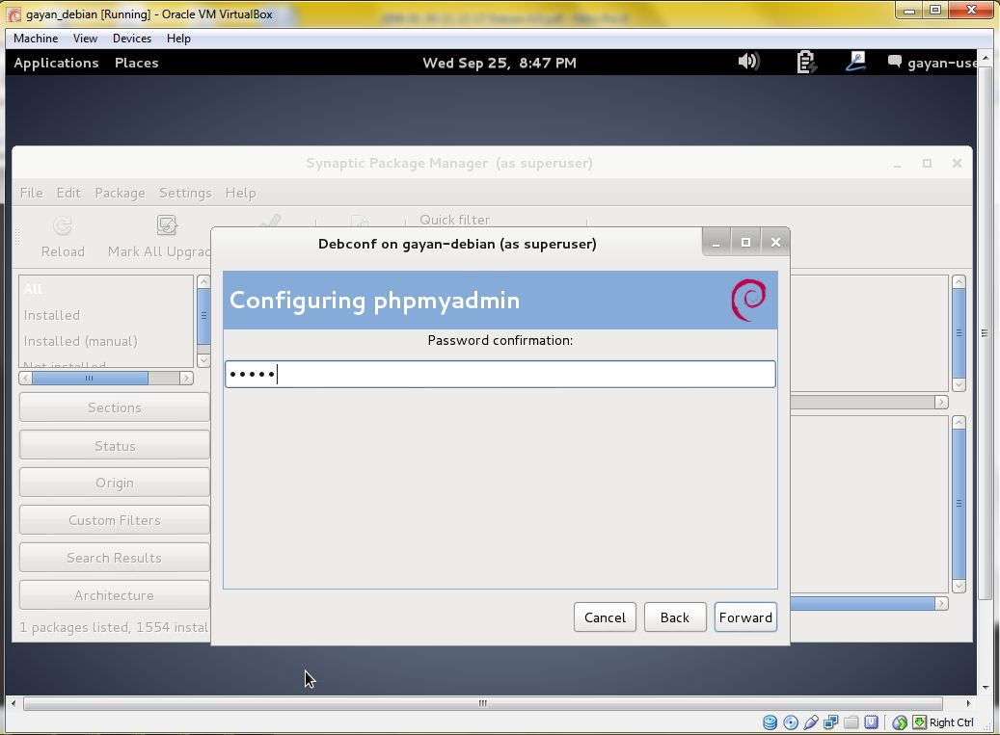 gayan_debian [Running] - Oracle VM VirtualBox
Machine View Devices Help
Applications Places Wed Sep 25, 8:47 PM gayan-use
Synaptic Package Manager (as superuser)
File Edit Package Settings Help
Quick filter
Reload Mark All Upgrad
Debconf on gayan-debian (as superuser)
All
Installed
Installed (manual)
Not installed
Configuring phpmyadmin
Password confirmation:
•••••
Sections
Status
Origin
Custom Filters
Search Results
Architecture
Cancel Back Forward
1 packages listed, 1554 instal
Right Ctrl